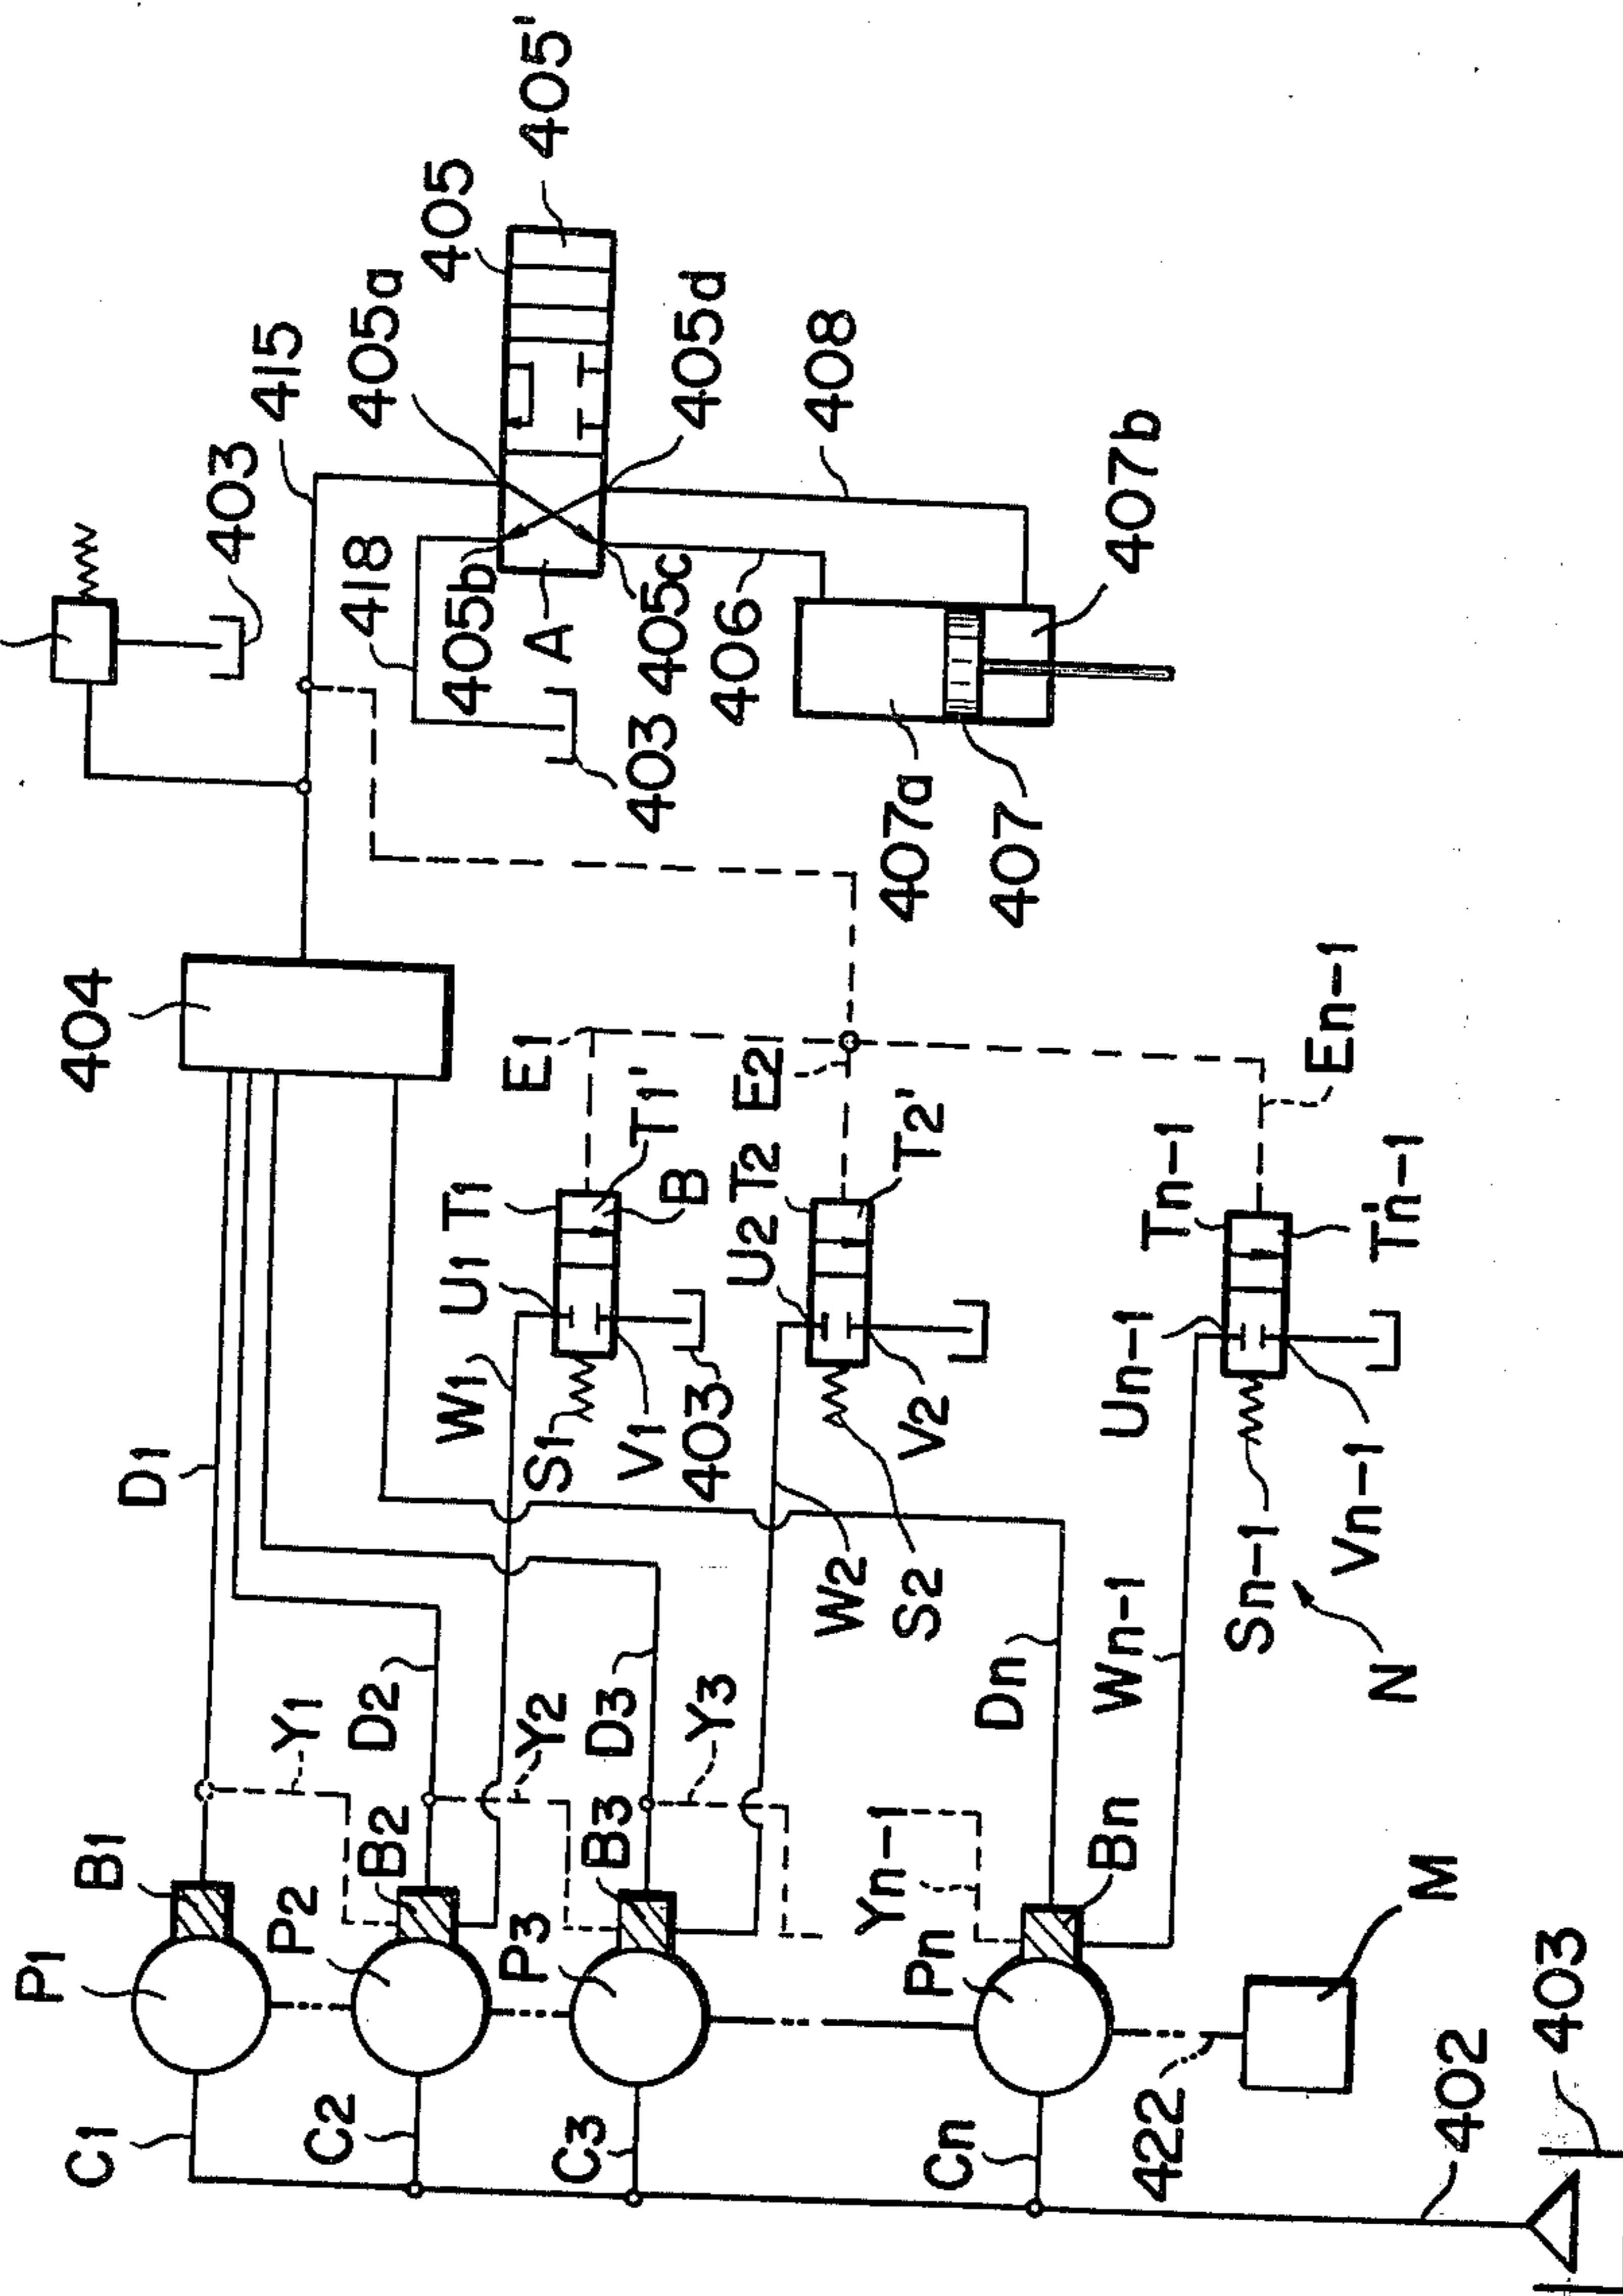 404
415
403
418
405a
405
405'
405b
A
405c
405d
406
408
403
407a
407
407b
D1
E1
T1
T1'
B
U1
W1
S1
V1
403
E2
T2
T2'
U2
V2
W2
S2
En-1
Tn-1
T'n-1
Un-1
Vn-1
Sn-1
Wn-1
N
B1
Y1
D2
B2
Y2
D3
B3
Y3
Dn
Yn-1
Bn
P1
P2
P3
Pn
M
C1
C2
C3
Cn
422
402
403